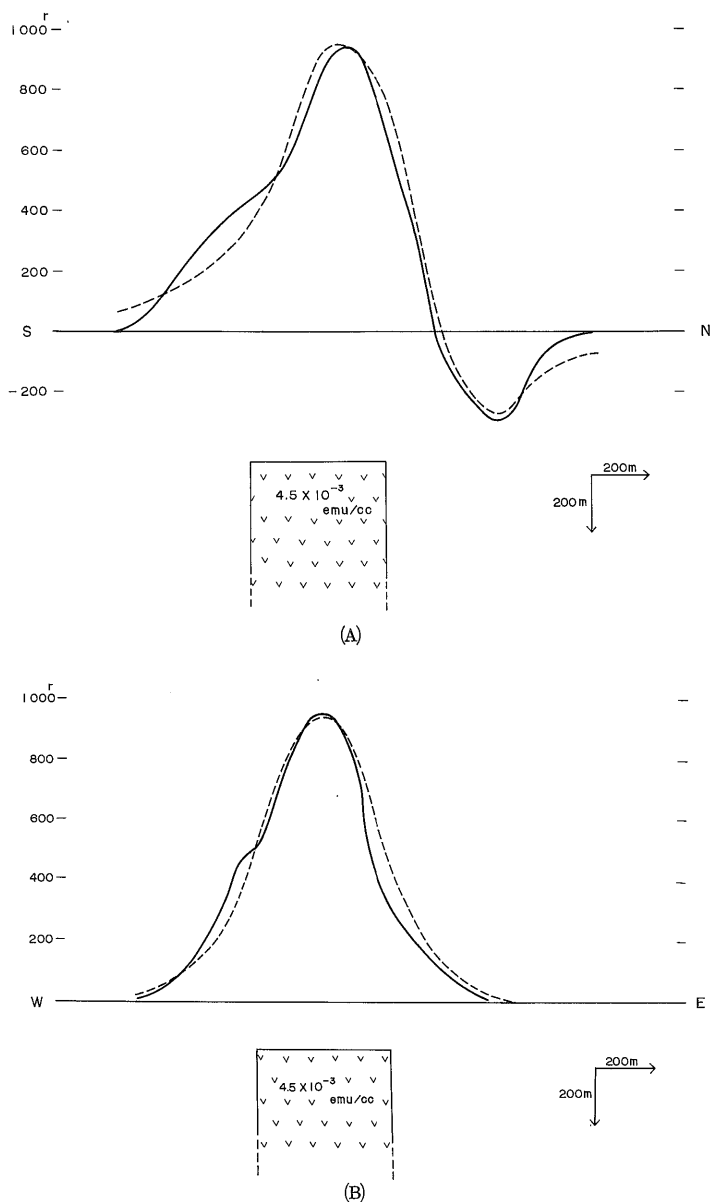 r
1000 —
800 —
600 —
400 —
200 —
S N
-200 —
4.5 X 10⁻³
emu/cc
200m
200m
(A)
r
1000 —
800 —
600 —
400 —
200 —
W E
4.5 X 10⁻³
emu/cc
200m
200m
(B)